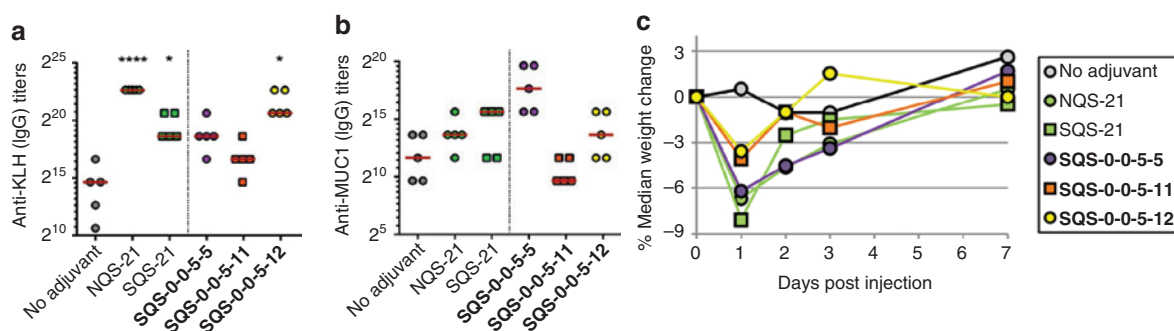 a
Anti-KLH (IgG) titers
2^25
2^20
2^15
2^10
****
*
*
No adjuvant
NQS-21
SQS-21
SQS-0-0-5-5
SQS-0-0-5-11
SQS-0-0-5-12
b
Anti-MUC1 (IgG) titers
2^20
2^15
2^10
2^5
No adjuvant
NQS-21
SQS-21
SQS-0-0-5-5
SQS-0-0-5-11
SQS-0-0-5-12
c
% Median weight change
3
0
−3
−6
−9
0 1 2 3 4 5 6 7
Days post injection
No adjuvant
NQS-21
SQS-21
SQS-0-0-5-5
SQS-0-0-5-11
SQS-0-0-5-12